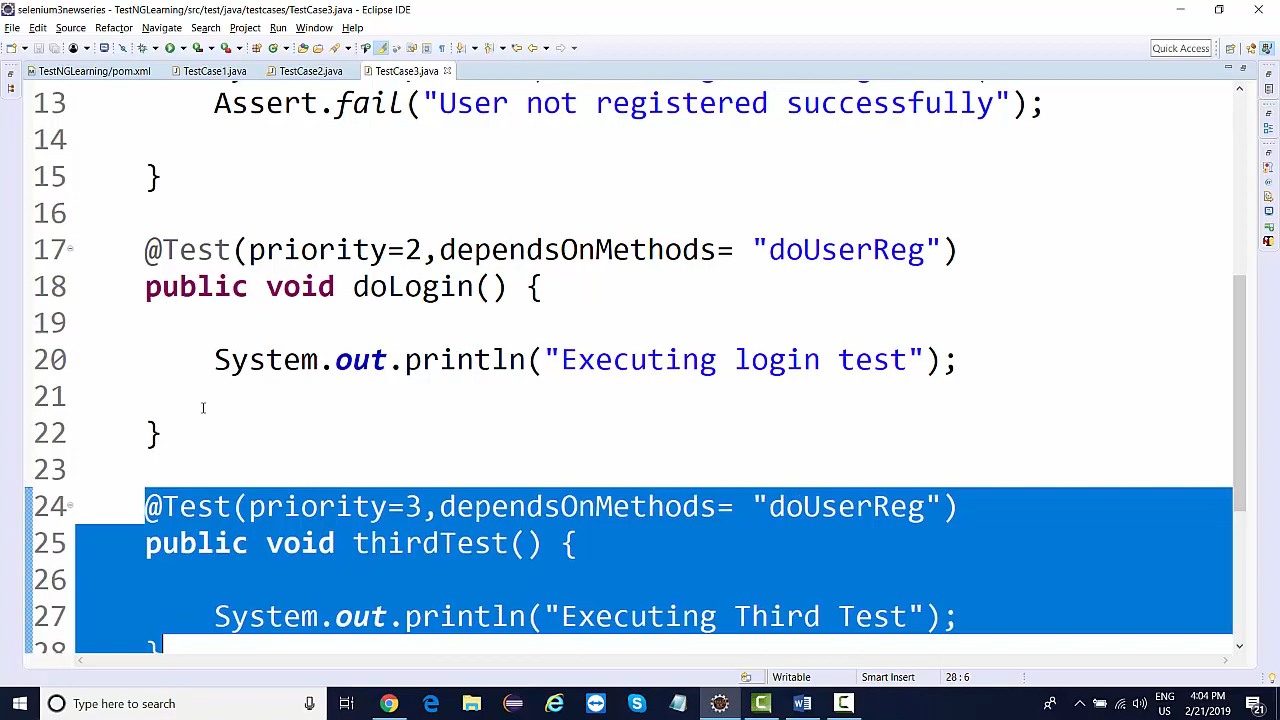 selenium3newseries - TestNGLearning/src/test/java/testcases/TestCase3.java - Eclipse IDE
File Edit Source Refactor Navigate Search Project Run Window Help
Quick Access
TestNGLearning/pom.xml TestCase1.java TestCase2.java TestCase3.java
13 Assert.fail("User not registered successfully");
14
15 }
16
17 @Test(priority=2,dependsOnMethods= "doUserReg")
18 public void doLogin() {
19
20 System.out.println("Executing login test");
21
22 }
23
24 @Test(priority=3,dependsOnMethods= "doUserReg")
25 public void thirdTest() {
26
27 System.out.println("Executing Third Test");
28 }
Writable Smart Insert 28 : 6
Type here to search
ENG 4:04 PM
US 2/21/2019
21